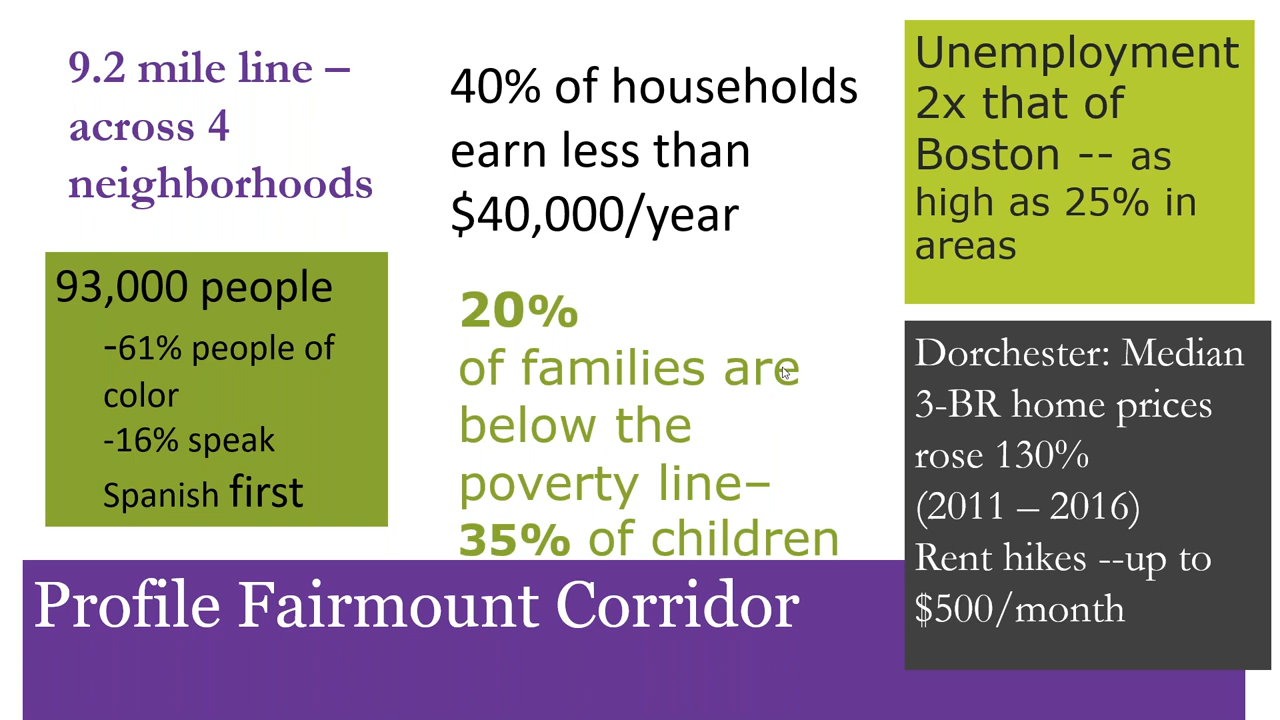 9.2 mile line –
across 4
neighborhoods
93,000 people
-61% people of
color
-16% speak
Spanish first
40% of households
earn less than
$40,000/year
20%
of families are
below the
poverty line–
35% of children
Unemployment
2x that of
Boston -- as
high as 25% in
areas
Dorchester: Median
3-BR home prices
rose 130%
(2011 – 2016)
Rent hikes --up to
$500/month
Profile Fairmount Corridor